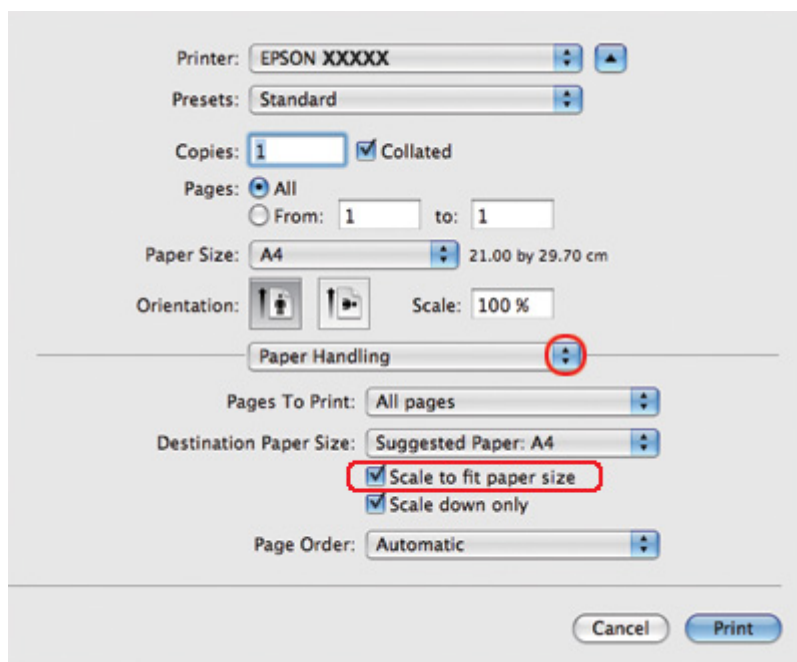 Printer: EPSON XXXXX
Presets: Standard
Copies: 1 Collated
Pages: All
From: 1 to: 1
Paper Size: A4 21.00 by 29.70 cm
Orientation: Scale: 100 %
Paper Handling
Pages To Print: All pages
Destination Paper Size: Suggested Paper: A4
Scale to fit paper size
Scale down only
Page Order: Automatic
Cancel Print